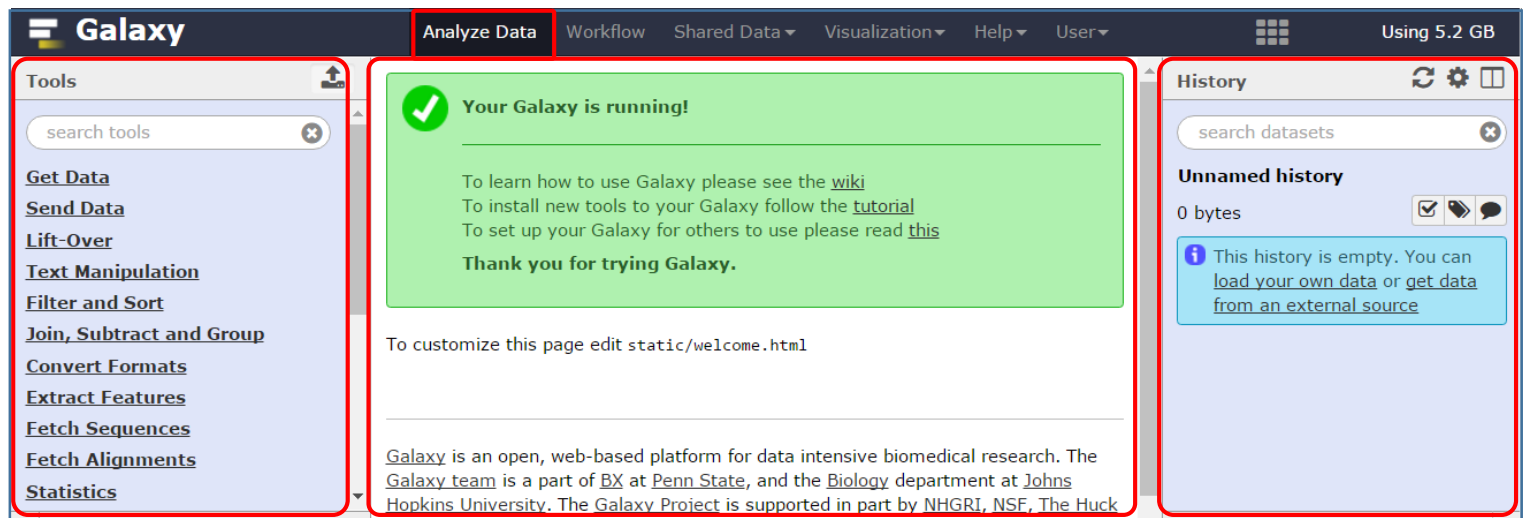 Galaxy
Analyze Data Workflow Shared Data Visualization Help User
Using 5.2 GB
Tools
search tools
Get Data
Send Data
Lift-Over
Text Manipulation
Filter and Sort
Join, Subtract and Group
Convert Formats
Extract Features
Fetch Sequences
Fetch Alignments
Statistics
Your Galaxy is running!
To learn how to use Galaxy please see the wiki
To install new tools to your Galaxy follow the tutorial
To set up your Galaxy for others to use please read this
Thank you for trying Galaxy.
To customize this page edit static/welcome.html
Galaxy is an open, web-based platform for data intensive biomedical research. The
Galaxy team is a part of BX at Penn State, and the Biology department at Johns
Hopkins University. The Galaxy Project is supported in part by NHGRI, NSF, The Huck
History
search datasets
Unnamed history
0 bytes
This history is empty. You can
load your own data or get data
from an external source